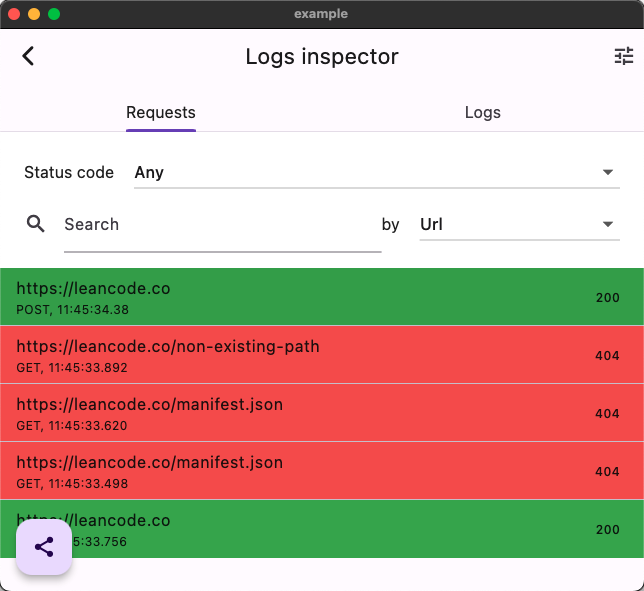 example
Logs inspector
Requests Logs
Status code Any
Search by Url
https://leancode.co
POST, 11:45:34.38
200
https://leancode.co/non-existing-path
GET, 11:45:33.892
404
https://leancode.co/manifest.json
GET, 11:45:33.620
404
https://leancode.co/manifest.json
GET, 11:45:33.498
404
https://leancode.co
5:33.756
200